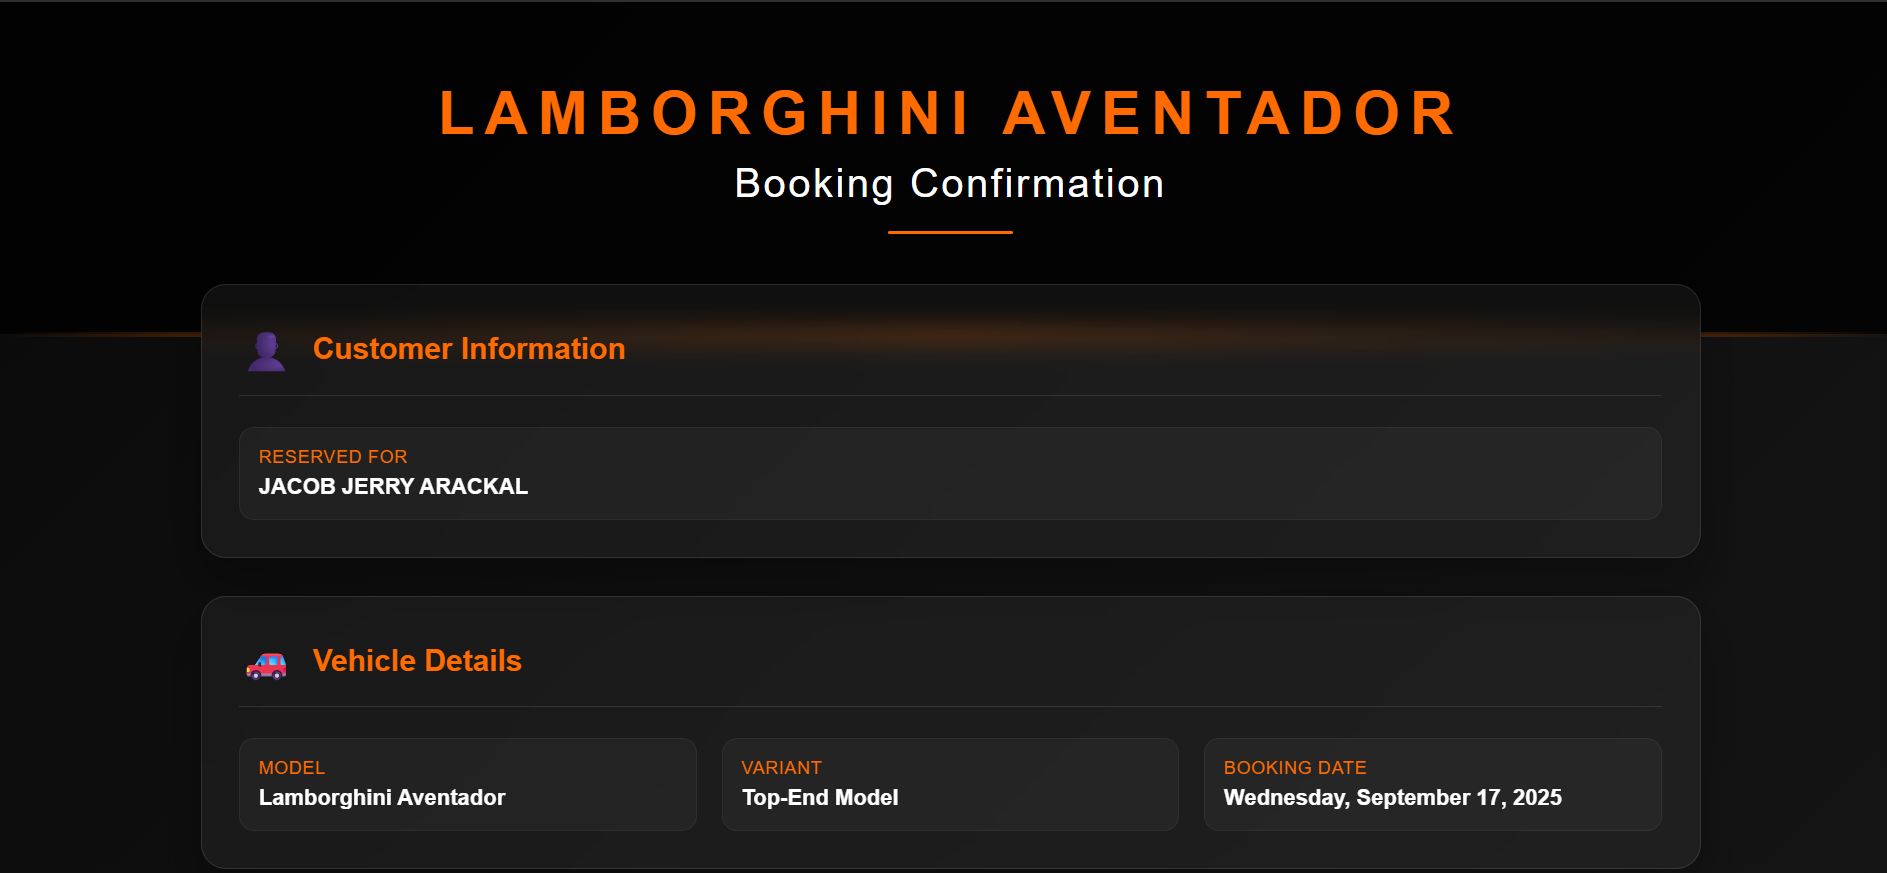 LAMBORGHINI AVENTADOR
Booking Confirmation
Customer Information
RESERVED FOR
JACOB JERRY ARACKAL
Vehicle Details
MODEL
Lamborghini Aventador
VARIANT
Top-End Model
BOOKING DATE
Wednesday, September 17, 2025